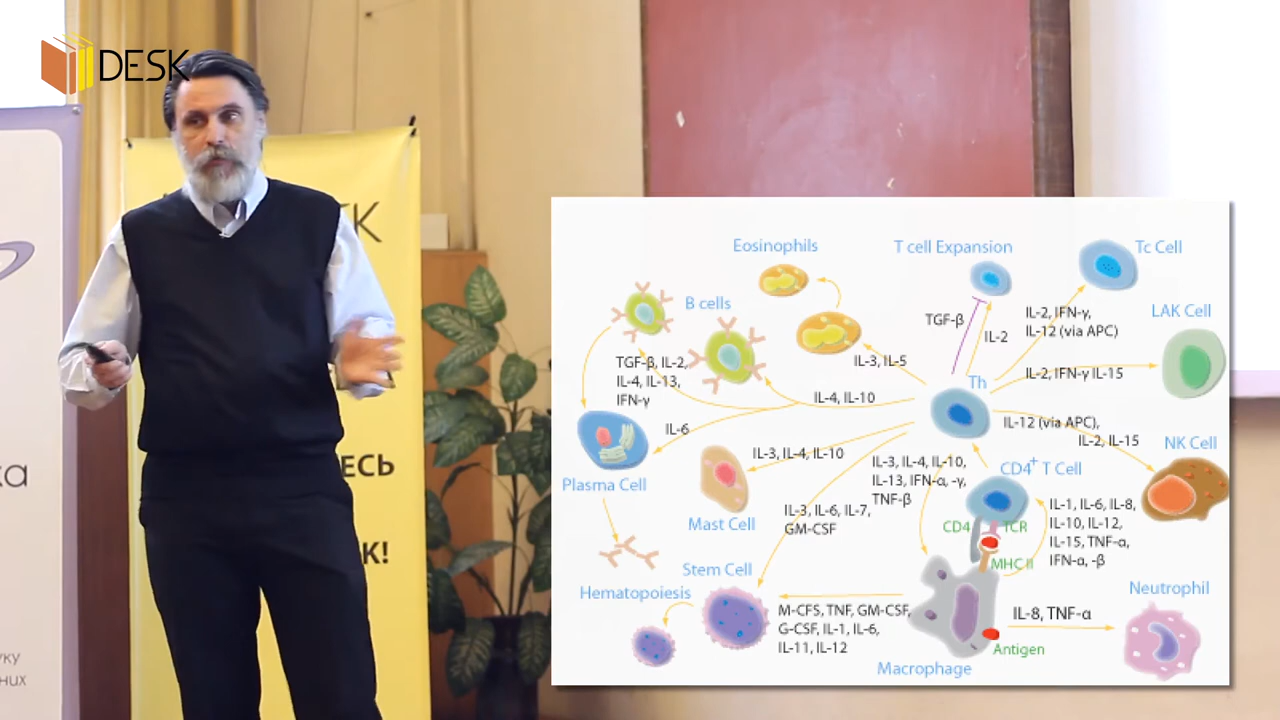 DESK
SK
ка
ЕСЬ
К!
уку
них
Eosinophils
T cell Expansion
Tc Cell
B cells
LAK Cell
TGF-β
IL-2
IL-2, IFN-γ,
IL-12 (via APC)
TGF-β, IL-2,
IL-4, IL-13,
IFN-γ
IL-3, IL-5
IL-2, IFN-γ IL-15
Th
IL-4, IL-10
IL-12 (via APC),
IL-2, IL-15
IL-6
NK Cell
IL-3, IL-4, IL-10
IL-3, IL-4, IL-10,
IL-13, IFN-α, -γ,
TNF-β
CD4+ T Cell
Plasma Cell
Mast Cell
IL-3, IL-6, IL-7,
GM-CSF
CD4
TCR
IL-1, IL-6, IL-8,
IL-10, IL-12,
IL-15, TNF-α,
IFN-α, -β
MHC II
Stem Cell
Hematopoiesis
Neutrophil
M-CFS, TNF, GM-CSF,
G-CSF, IL-1, IL-6,
IL-11, IL-12
IL-8, TNF-α
Antigen
Macrophage